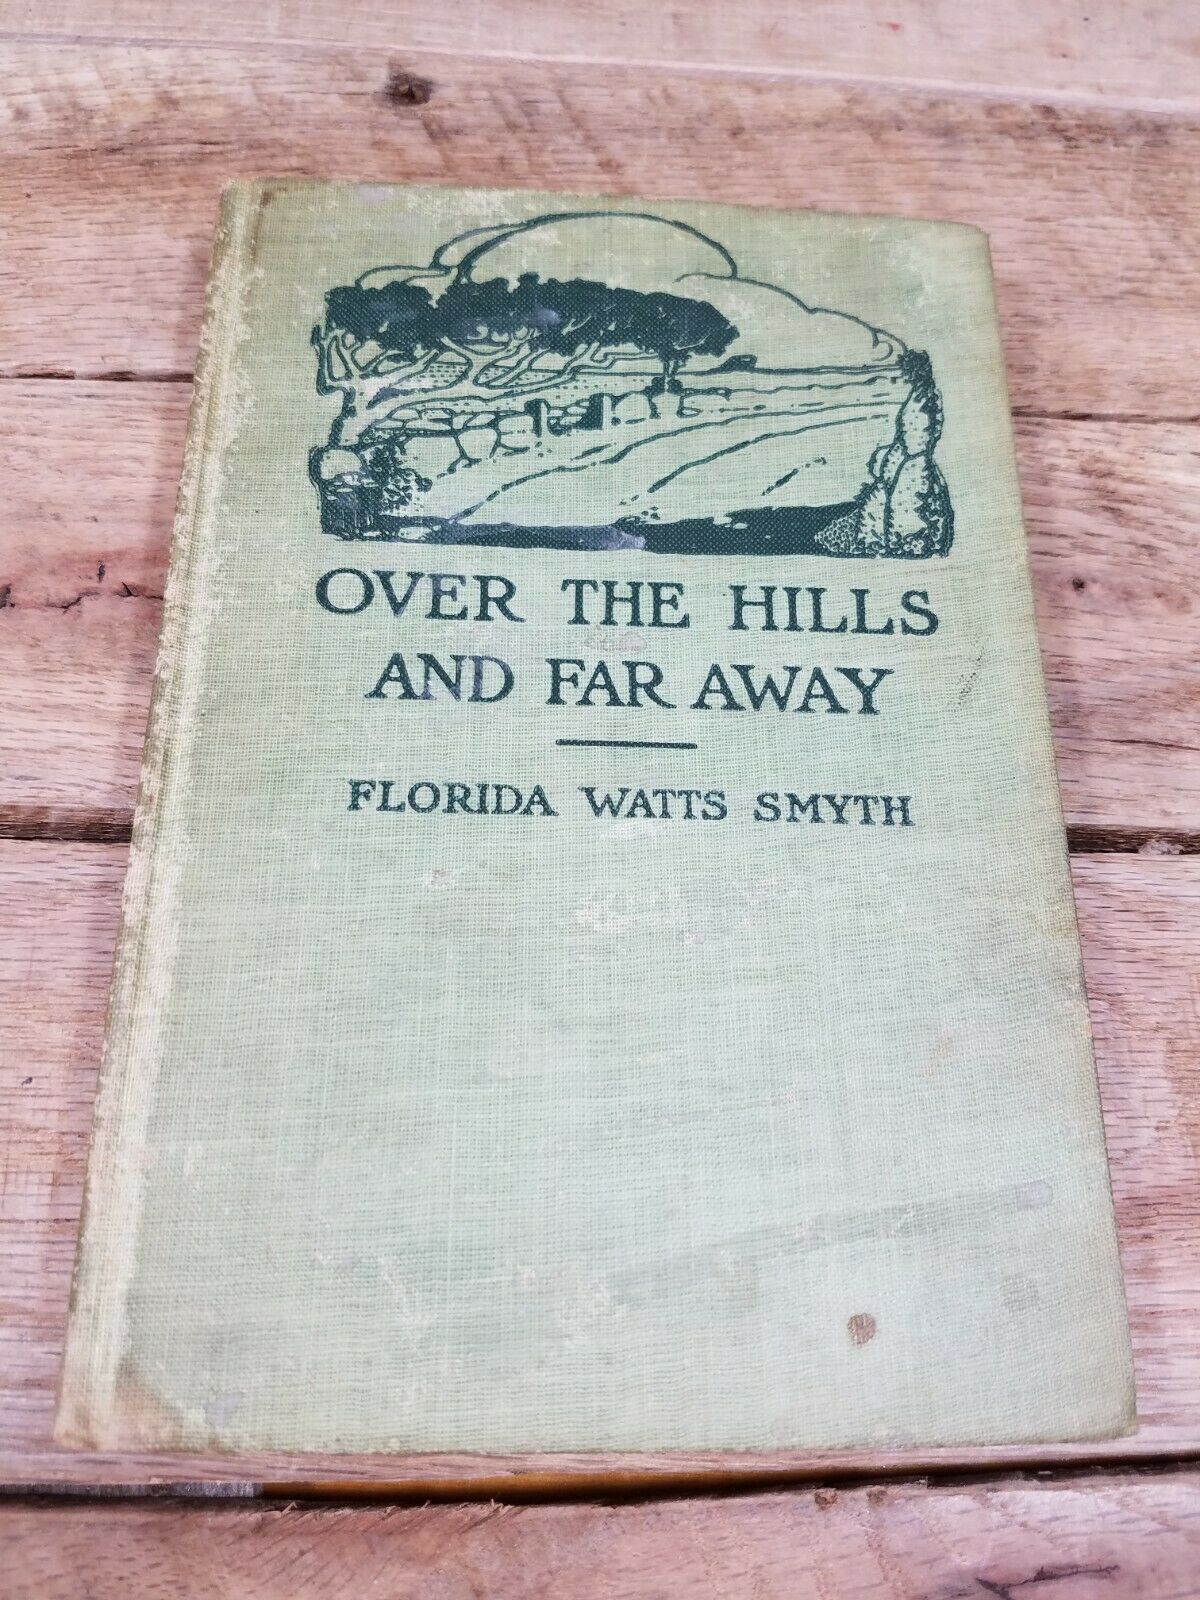 OVER THE HILLS
AND FAR AWAY
FLORIDA WATTS SMYTH